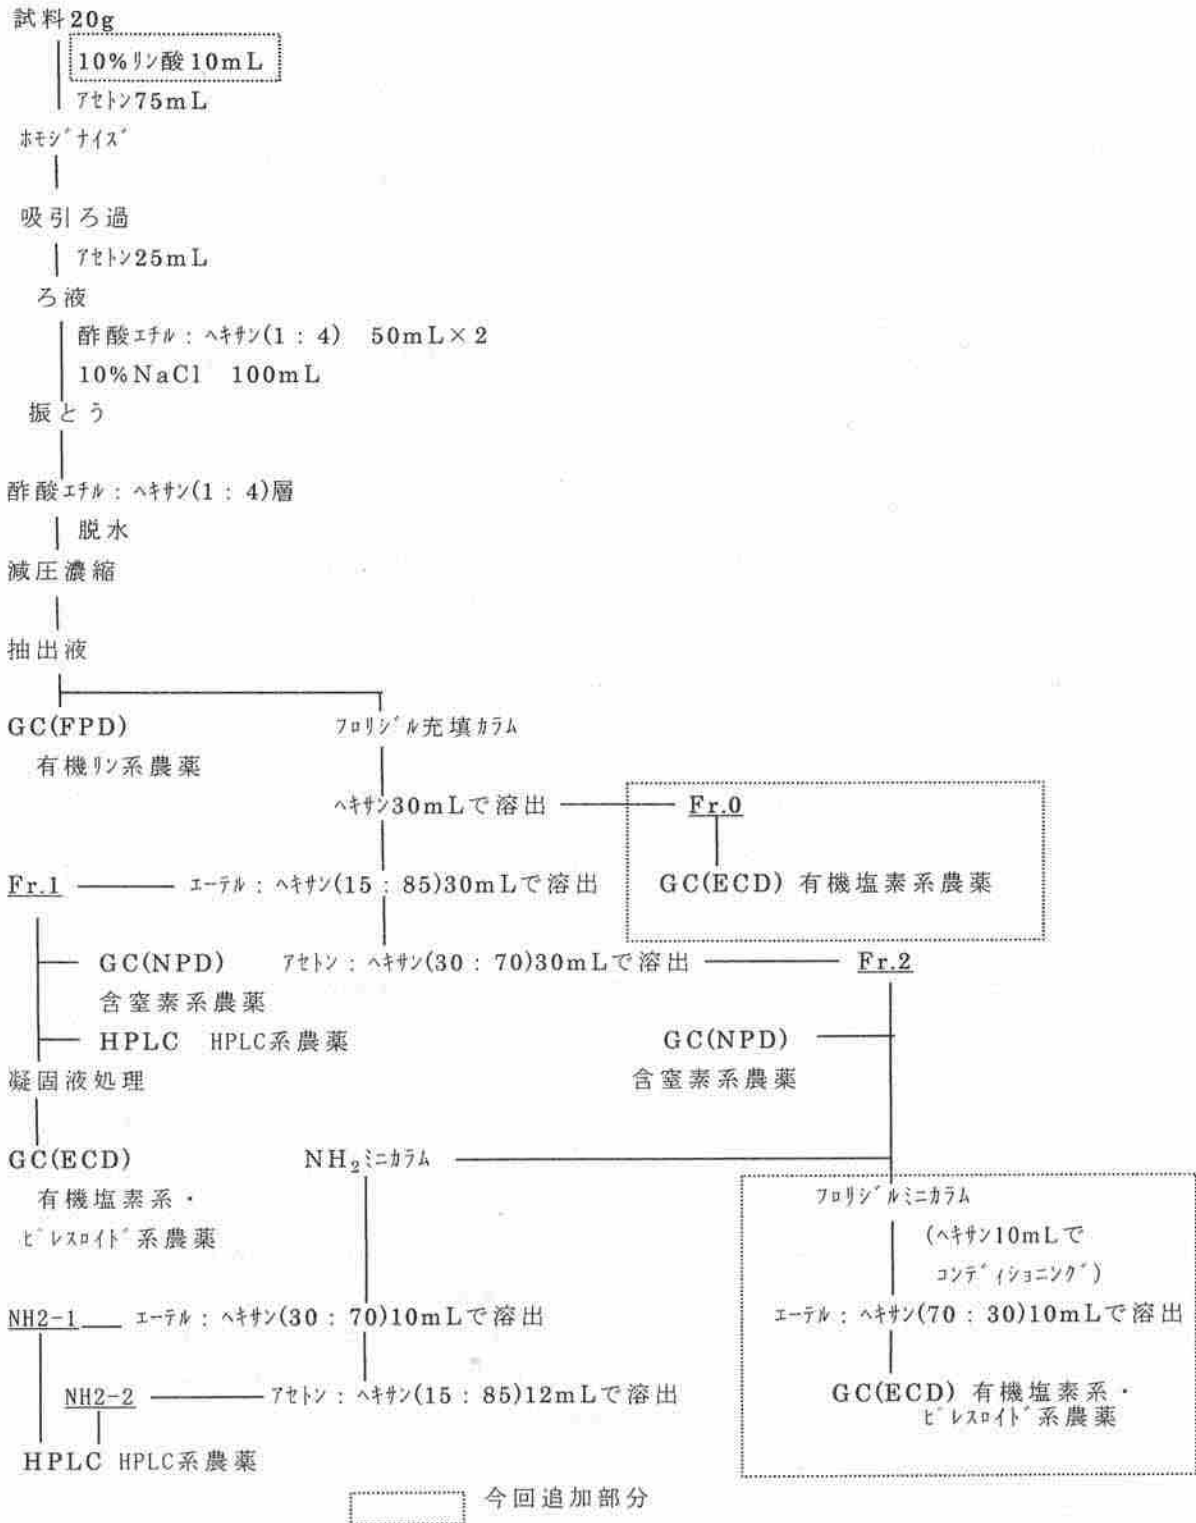 試料20g
10%ﾘﾝ酸10mL
ｱｾﾄﾝ75mL
ﾎﾓｼﾞﾅｲｽﾞ
吸引ろ過
ｱｾﾄﾝ25mL
ろ液
酢酸ｴﾁﾙ：ﾍｷｻﾝ(1：4)　50mL×2
10%NaCl　100mL
振とう
酢酸ｴﾁﾙ：ﾍｷｻﾝ(1：4)層
脱水
減圧濃縮
抽出液
GC(FPD)　ﾌﾛﾘｼﾞﾙ充填ｶﾗﾑ
有機ﾘﾝ系農薬
ﾍｷｻﾝ30mLで溶出　Fr.0
Fr.1　ｴｰﾃﾙ：ﾍｷｻﾝ(15：85)30mLで溶出　GC(ECD) 有機塩素系農薬
GC(NPD)　ｱｾﾄﾝ：ﾍｷｻﾝ(30：70)30mLで溶出　Fr.2
含窒素系農薬
HPLC　HPLC系農薬　GC(NPD)
凝固液処理　含窒素系農薬
GC(ECD)　NH₂ﾐﾆｶﾗﾑ
有機塩素系・　ﾌﾛﾘｼﾞﾙﾐﾆｶﾗﾑ
ﾋﾟﾚｽﾛｲﾄﾞ系農薬　(ﾍｷｻﾝ10mLで
ｺﾝﾃﾞｨｼｮﾆﾝｸﾞ)
NH2-1　ｴｰﾃﾙ：ﾍｷｻﾝ(30：70)10mLで溶出　ｴｰﾃﾙ：ﾍｷｻﾝ(70：30)10mLで溶出
NH2-2　ｱｾﾄﾝ：ﾍｷｻﾝ(15：85)12mLで溶出　GC(ECD) 有機塩素系・
ﾋﾟﾚｽﾛｲﾄﾞ系農薬
HPLC HPLC系農薬
今回追加部分